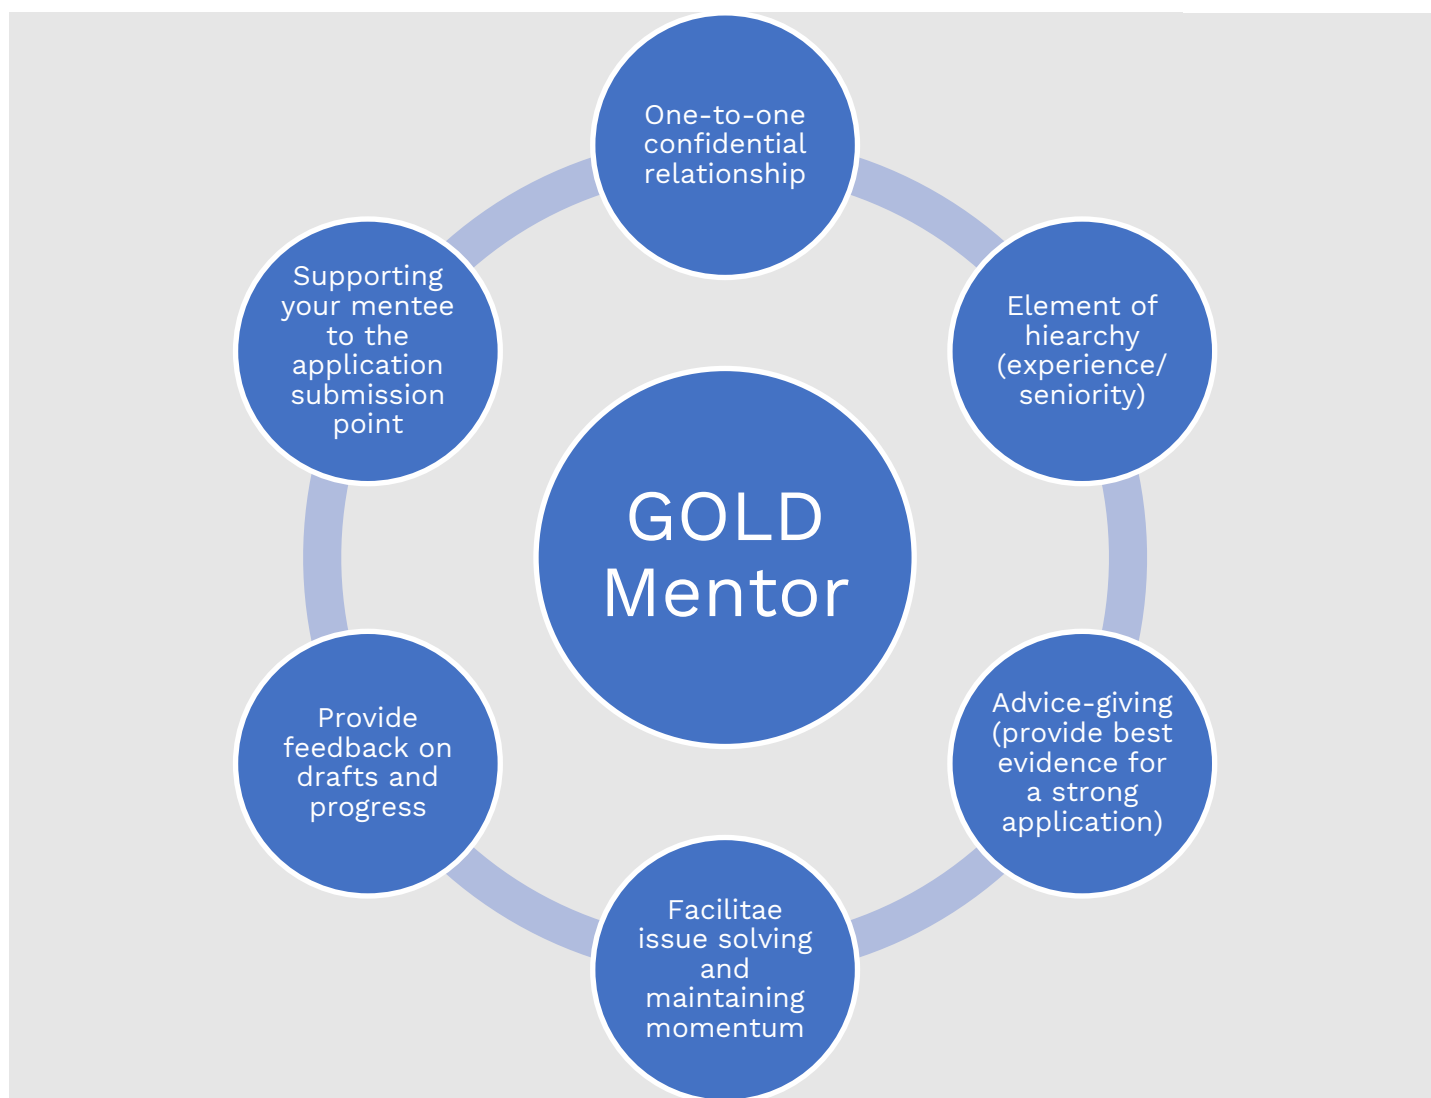 One-to-one
confidential
relationship
Element of
hiearchy
(experience/
seniority)
Advice-giving
(provide best
evidence for
a strong
application)
Facilitae
issue solving
and
maintaining
momentum
Provide
feedback on
drafts and
progress
Supporting
your mentee
to the
application
submission
point
GOLD
Mentor